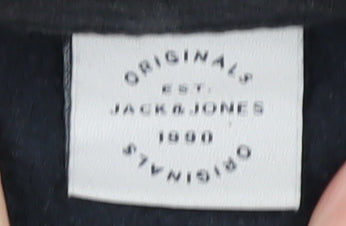 ORIGINALS
EST.
JACK&JONES
1990
ORIGINALS